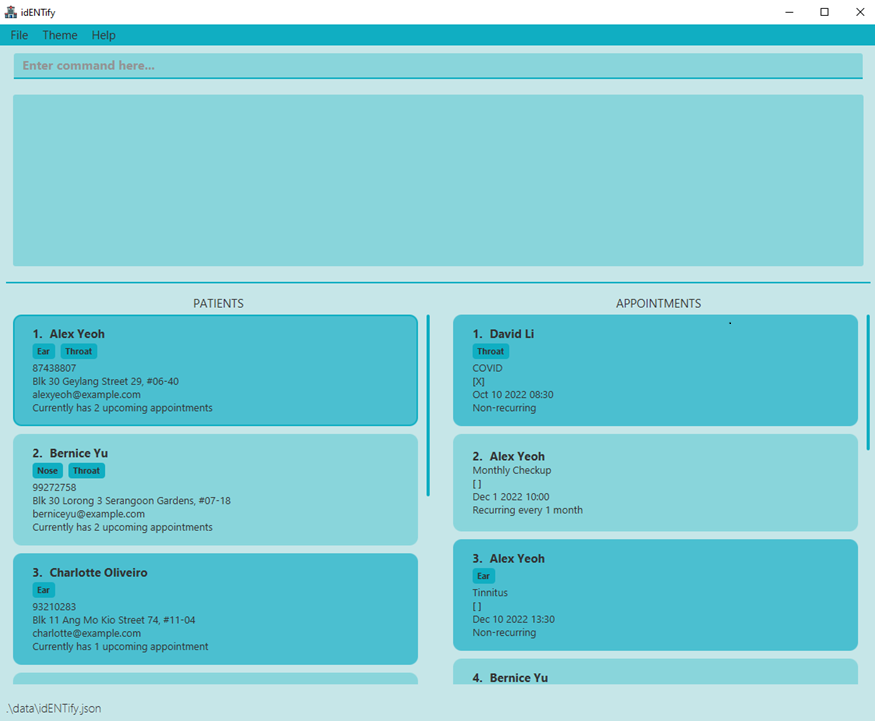 idENTify
File Theme Help
Enter command here...
PATIENTS
1. Alex Yeoh
Ear Throat
87438807
Blk 30 Geylang Street 29, #06-40
alexyeoh@example.com
Currently has 2 upcoming appointments
2. Bernice Yu
Nose Throat
99272758
Blk 30 Lorong 3 Serangoon Gardens, #07-18
berniceyu@example.com
Currently has 2 upcoming appointments
3. Charlotte Oliveiro
Ear
93210283
Blk 11 Ang Mo Kio Street 74, #11-04
charlotte@example.com
Currently has 1 upcoming appointment
APPOINTMENTS
1. David Li
Throat
COVID
[X]
Oct 10 2022 08:30
Non-recurring
2. Alex Yeoh
Monthly Checkup
[ ]
Dec 1 2022 10:00
Recurring every 1 month
3. Alex Yeoh
Ear
Tinnitus
[ ]
Dec 10 2022 13:30
Non-recurring
4. Bernice Yu
.\data\idENTify.json